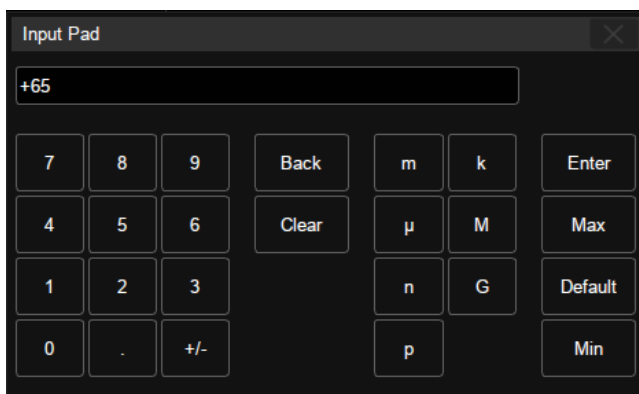 Input Pad
+65
7 8 9 Back m k Enter
4 5 6 Clear µ M Max
1 2 3 n G Default
0 . +/- p Min